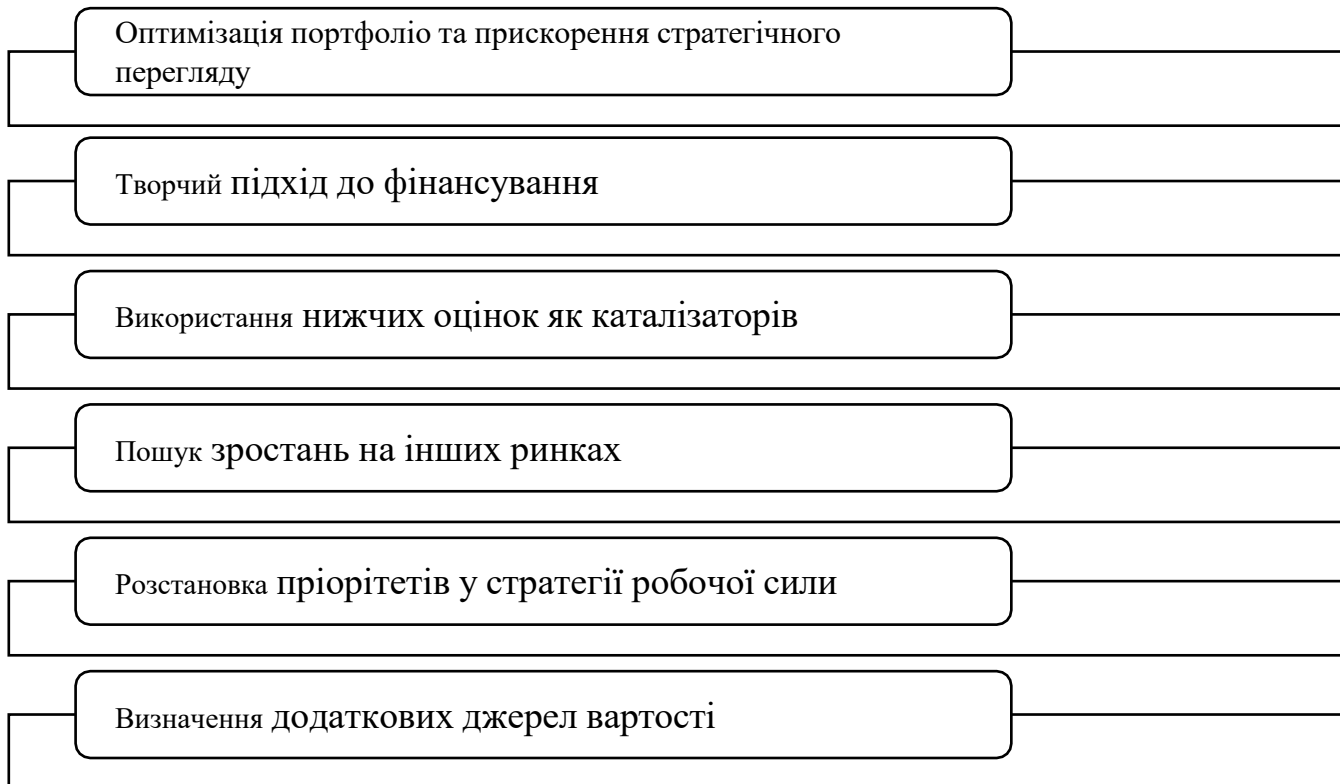 Оптимізація портфоліо та прискорення стратегічного
перегляду
Творчий підхід до фінансування
Використання нижчих оцінок як каталізаторів
Пошук зростань на інших ринках
Розстановка пріорітетів у стратегії робочої сили
Визначення додаткових джерел вартості